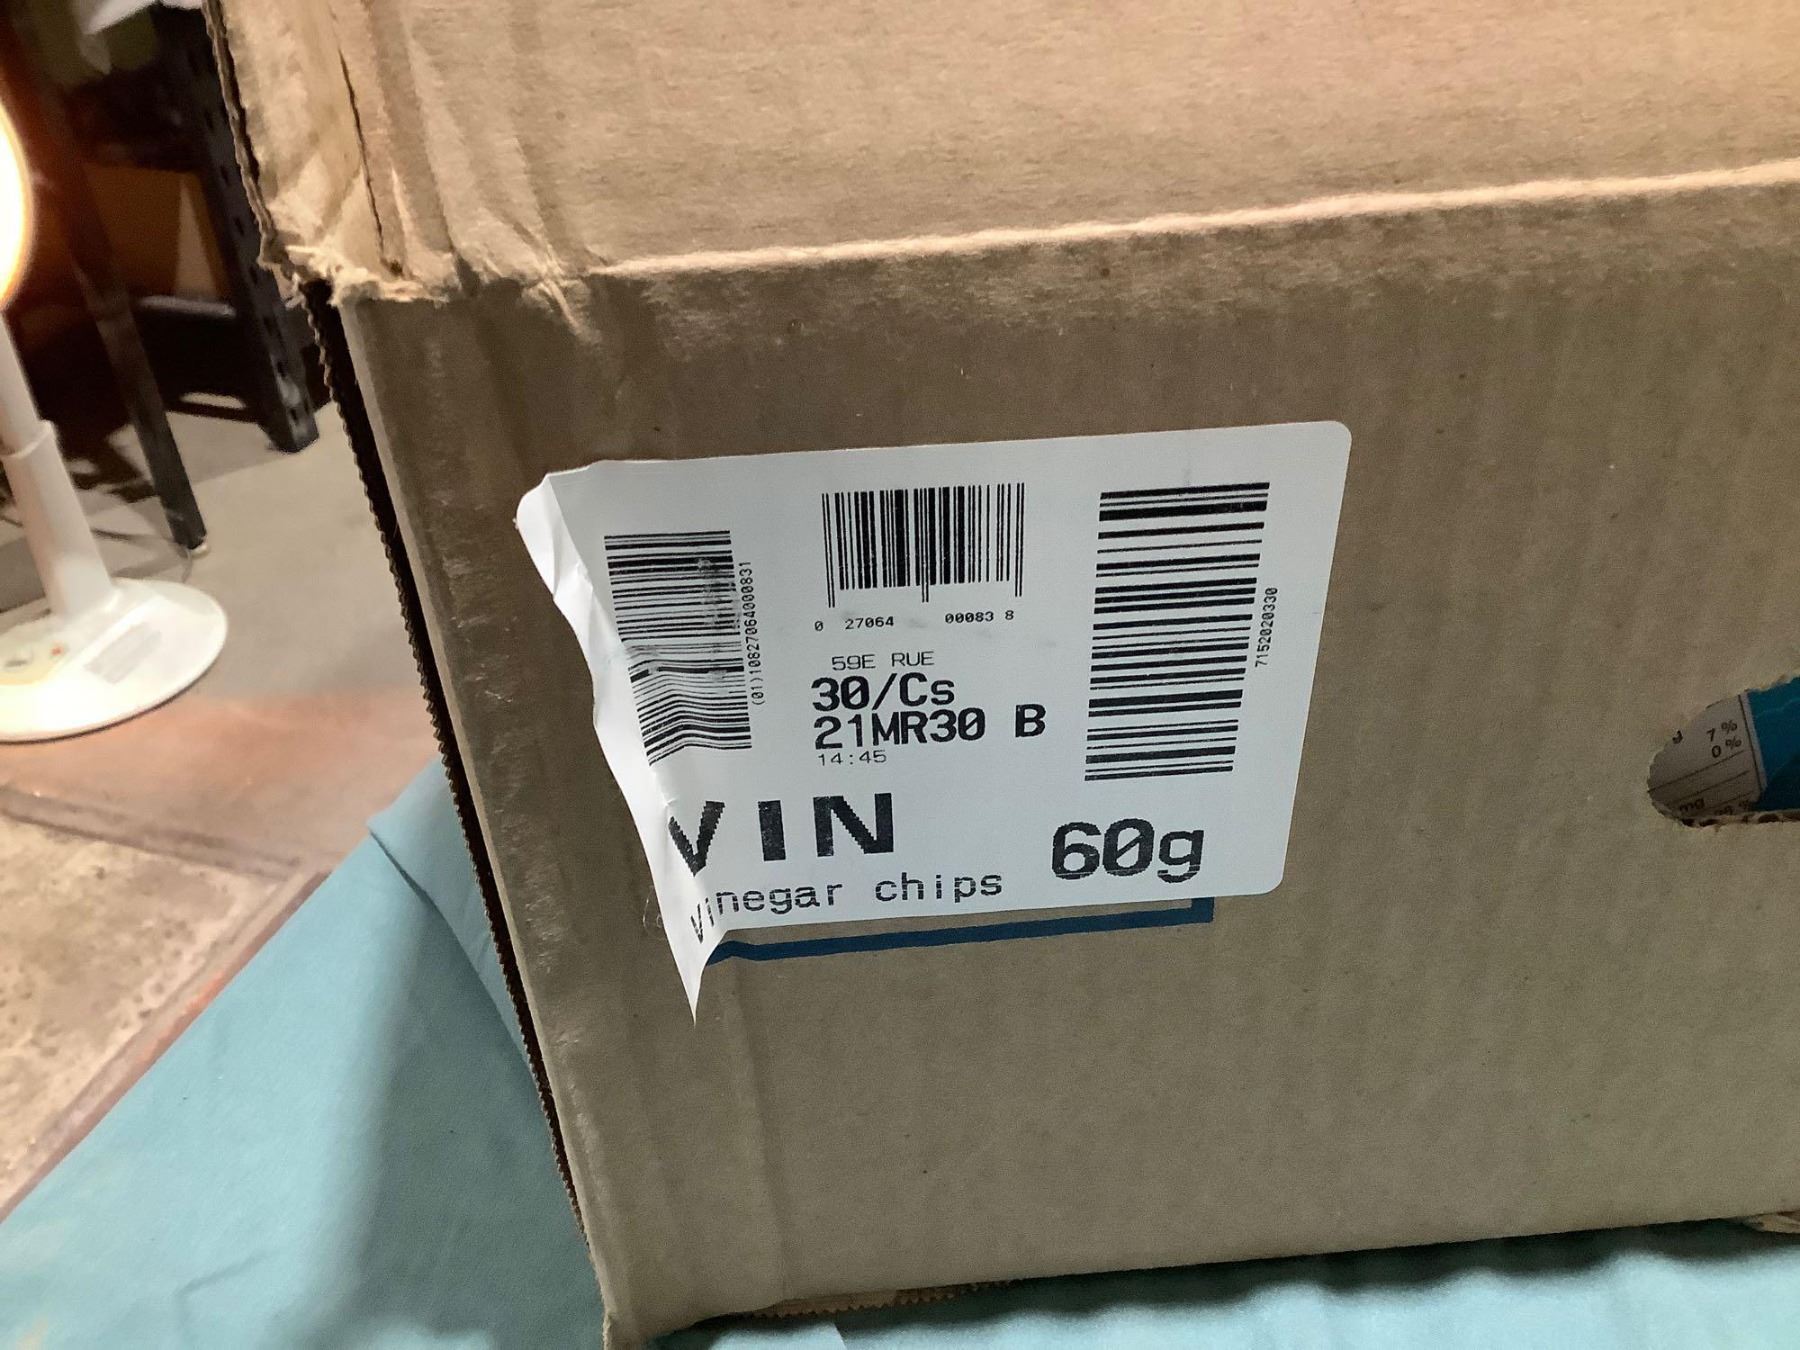 (01)10827064000831
0 27064 00083 8
59E RUE
30/Cs
21MR30 B
14:45
7152020330
VIN
Vinegar chips
60g
7%
0%
mg